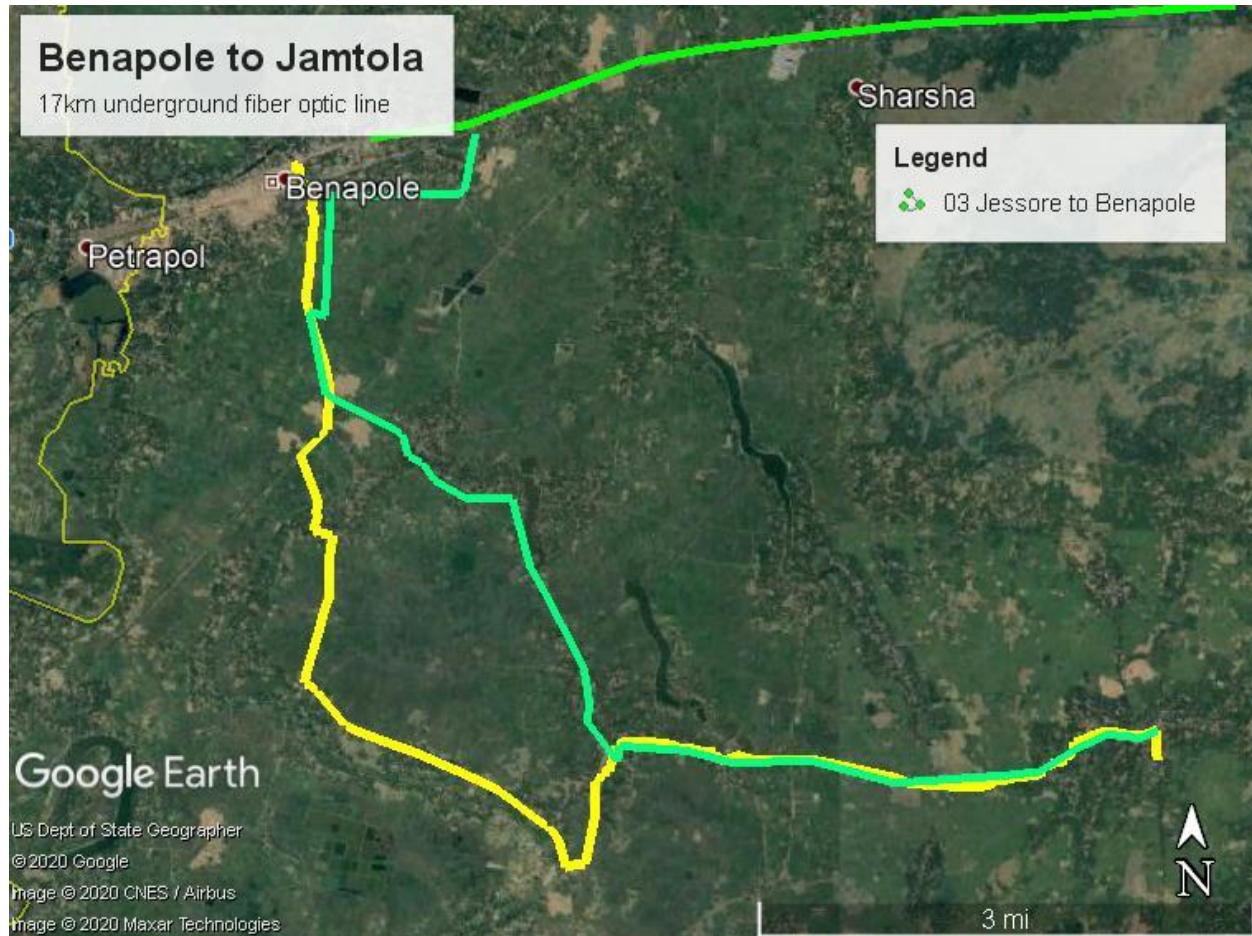 Benapole to Jamtola
17km underground fiber optic line
Sharsha
Legend
03 Jessore to Benapole
Benapole
Petrapol
Google Earth
US Dept of State Geographer
© 2020 Google
Image © 2020 CNES / Airbus
Image © 2020 Maxar Technologies
N
3 mi